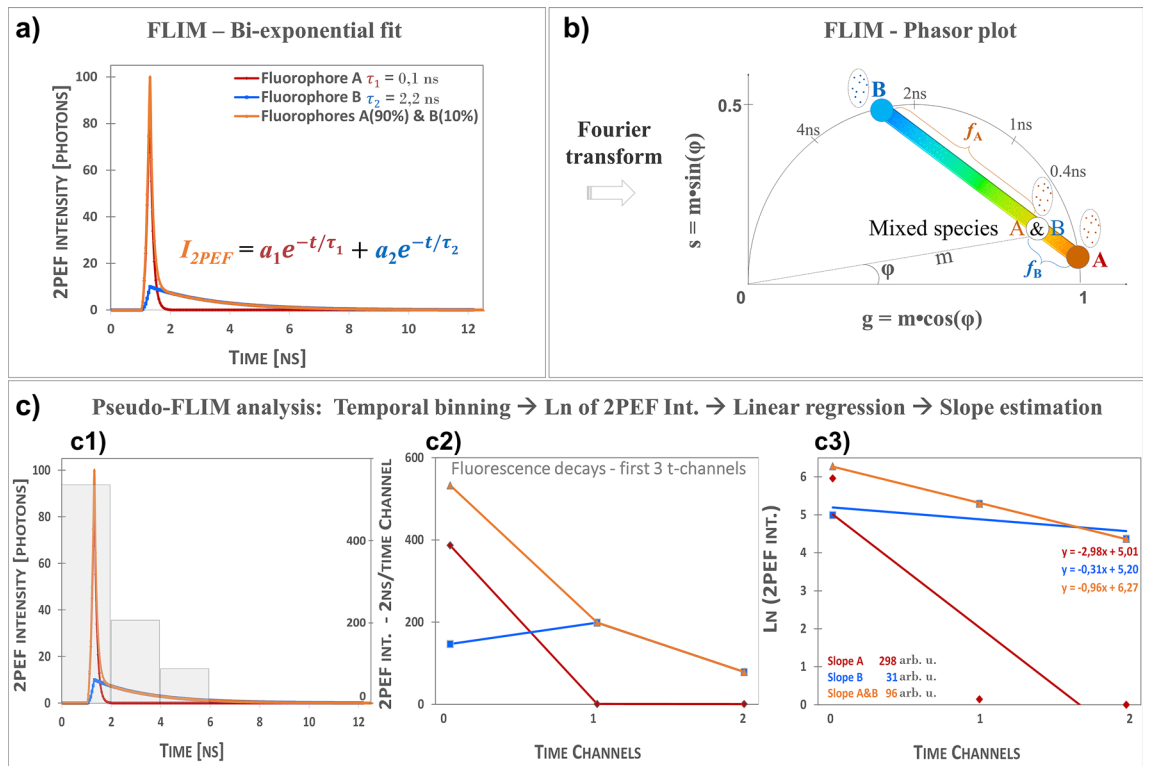 a)
FLIM – Bi-exponential fit
100
80
60
40
20
0
2PEF INTENSITY [PHOTONS]
Fluorophore A τ1 = 0,1 ns
Fluorophore B τ2 = 2,2 ns
Fluorophores A(90%) & B(10%)
I2PEF = a1e−t/τ1 + a2e−t/τ2
0 2 4 6 8 10 12
TIME [NS]
b)
FLIM - Phasor plot
Fourier
transform
0.5
s = m•sin(φ)
B
2ns
4ns
1ns
0.4ns
fA
Mixed species
A & B
A
fB
φ
m
0
1
g = m•cos(φ)
c)
Pseudo-FLIM analysis: Temporal binning → Ln of 2PEF Int. → Linear regression → Slope estimation
c1)
100
80
60
40
20
0
2PEF INTENSITY [PHOTONS]
400
200
0
2PEF INT. - 2NS/TIME CHANNEL
0 2 4 6 8 10 12
TIME [NS]
c2)
Fluorescence decays - first 3 t-channels
600
400
200
0
0 1 2
TIME CHANNELS
c3)
6
5
4
3
2
1
0
LN (2PEF INT.)
y = -2,98x + 5,01
y = -0,31x + 5,20
y = -0,96x + 6,27
Slope A 298 arb. u.
Slope B 31 arb. u.
Slope A&B 96 arb. u.
0 1 2
TIME CHANNELS